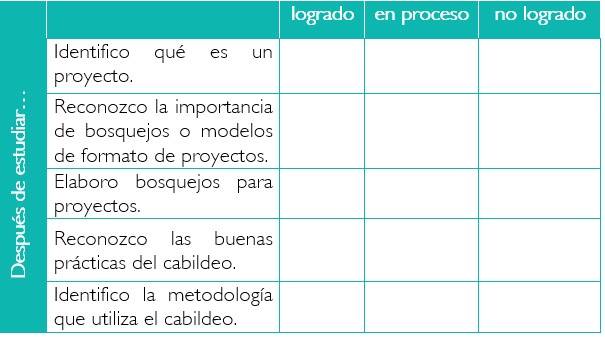 logrado en proceso no logrado
Después de estudiar...
Identifico qué es un
proyecto.
Reconozco la importancia
de bosquejos o modelos
de formato de proyectos.
Elaboro bosquejos para
proyectos.
Reconozco las buenas
prácticas del cabildeo.
Identifico la metodología
que utiliza el cabildeo.